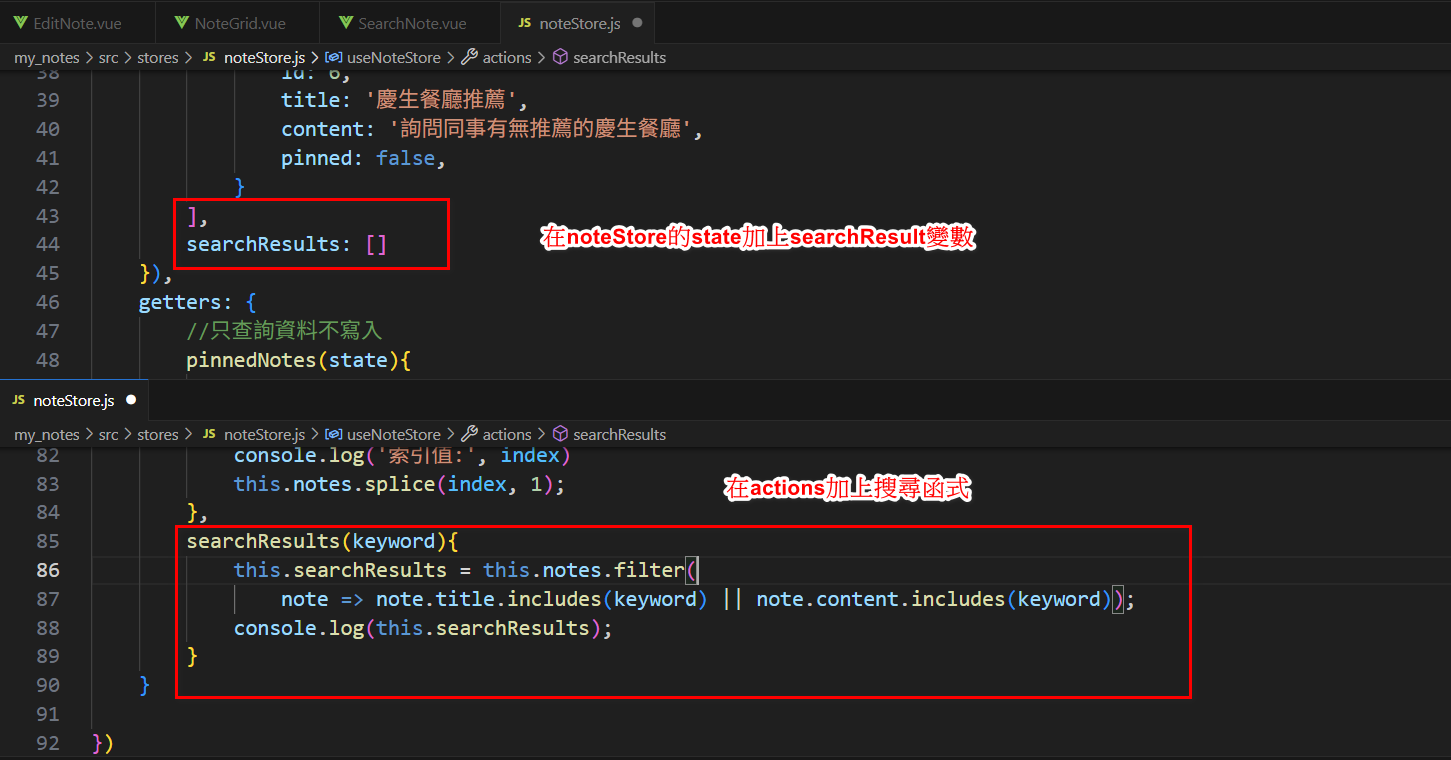 EditNote.vue NoteGrid.vue SearchNote.vue JS noteStore.js
my_notes > src > stores > JS noteStore.js > useNoteStore > actions > searchResults
38 id: 6,
39 title: '慶生餐廳推薦',
40 content: '詢問同事有無推薦的慶生餐廳',
41 pinned: false,
42 }
43 ],
44 searchResults: []
在noteStore的state加上searchResult變數
45 }),
46 getters: {
47 //只查詢資料不寫入
48 pinnedNotes(state){
JS noteStore.js
my_notes > src > stores > JS noteStore.js > useNoteStore > actions > searchResults
82 console.log('索引值:', index)
83 this.notes.splice(index, 1);
在actions加上搜尋函式
84 },
85 searchResults(keyword){
86 this.searchResults = this.notes.filter(
87 note => note.title.includes(keyword) || note.content.includes(keyword));
88 console.log(this.searchResults);
89 }
90 }
91
92 })